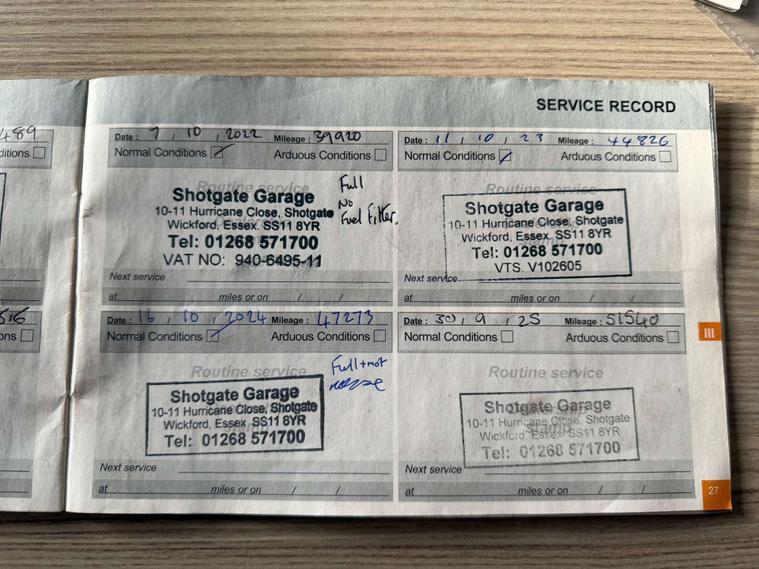 SERVICE RECORD
489
ditions
Date : 7 , 10 , 2022 Mileage : 39920
Normal Conditions Arduous Conditions
Routine service
Shotgate Garage
10-11 Hurricane Close, Shotgate
Wickford, Essex. SS11 8YR
Tel: 01268 571700
VAT NO: 940-6495-11
Full
No
Fuel Filter.
Next service
at miles or on / /
Date : 11 , 10 , 23 Mileage : 44826
Normal Conditions Arduous Conditions
Routine service
Shotgate Garage
10-11 Hurricane Close, Shotgate
Wickford, Essex. SS11 8YR
Tel: 01268 571700
VTS. V102605
Next service
at miles or on / /
516
ons
Date : 16 , 10 , 2024 Mileage : 47273
Normal Conditions Arduous Conditions
Routine service
Full + mot
Shotgate Garage
10-11 Hurricane Close, Shotgate
Wickford, Essex. SS11 8YR
Tel: 01268 571700
Next service
at miles or on / /
Date : 30 , 9 , 25 Mileage : 51540
Normal Conditions Arduous Conditions
Routine service
Shotgate Garage
10-11 Hurricane Close, Shotgate
Wickford, Essex. SS11 8YR
Tel: 01268 571700
Next service
at miles or on / /
III
27